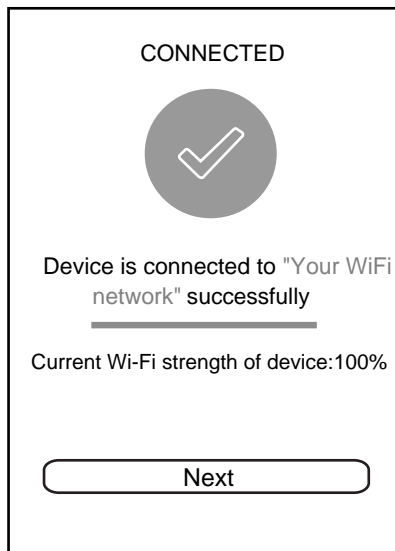 CONNECTED
Device is connected to "Your WiFi
network" successfully
Current Wi-Fi strength of device:100%
Next